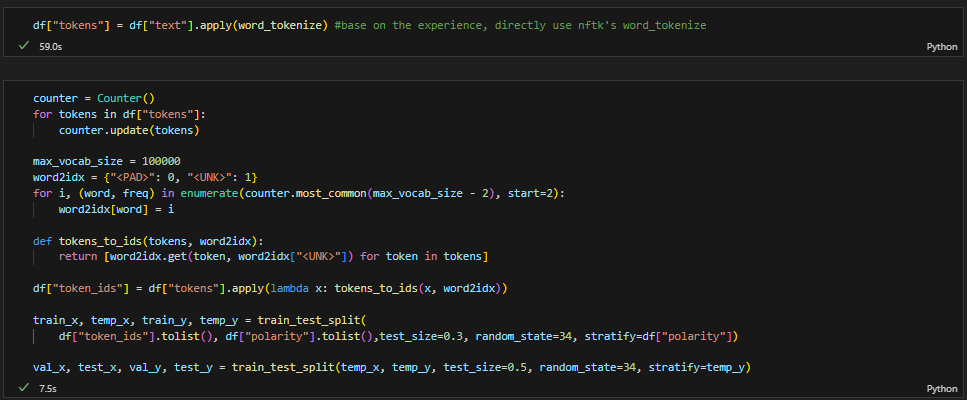 df["tokens"] = df["text"].apply(word_tokenize) #base on the experience, directly use nftk's word_tokenize
✓ 59.0s Python
counter = Counter()
for tokens in df["tokens"]:
    counter.update(tokens)
max_vocab_size = 100000
word2idx = {"<PAD>": 0, "<UNK>": 1}
for i, (word, freq) in enumerate(counter.most_common(max_vocab_size - 2), start=2):
    word2idx[word] = i
def tokens_to_ids(tokens, word2idx):
    return [word2idx.get(token, word2idx["<UNK>"]) for token in tokens]
df["token_ids"] = df["tokens"].apply(lambda x: tokens_to_ids(x, word2idx))
train_x, temp_x, train_y, temp_y = train_test_split(
    df["token_ids"].tolist(), df["polarity"].tolist(),test_size=0.3, random_state=34, stratify=df["polarity"])
val_x, test_x, val_y, test_y = train_test_split(temp_x, temp_y, test_size=0.5, random_state=34, stratify=temp_y)
✓ 7.5s Python